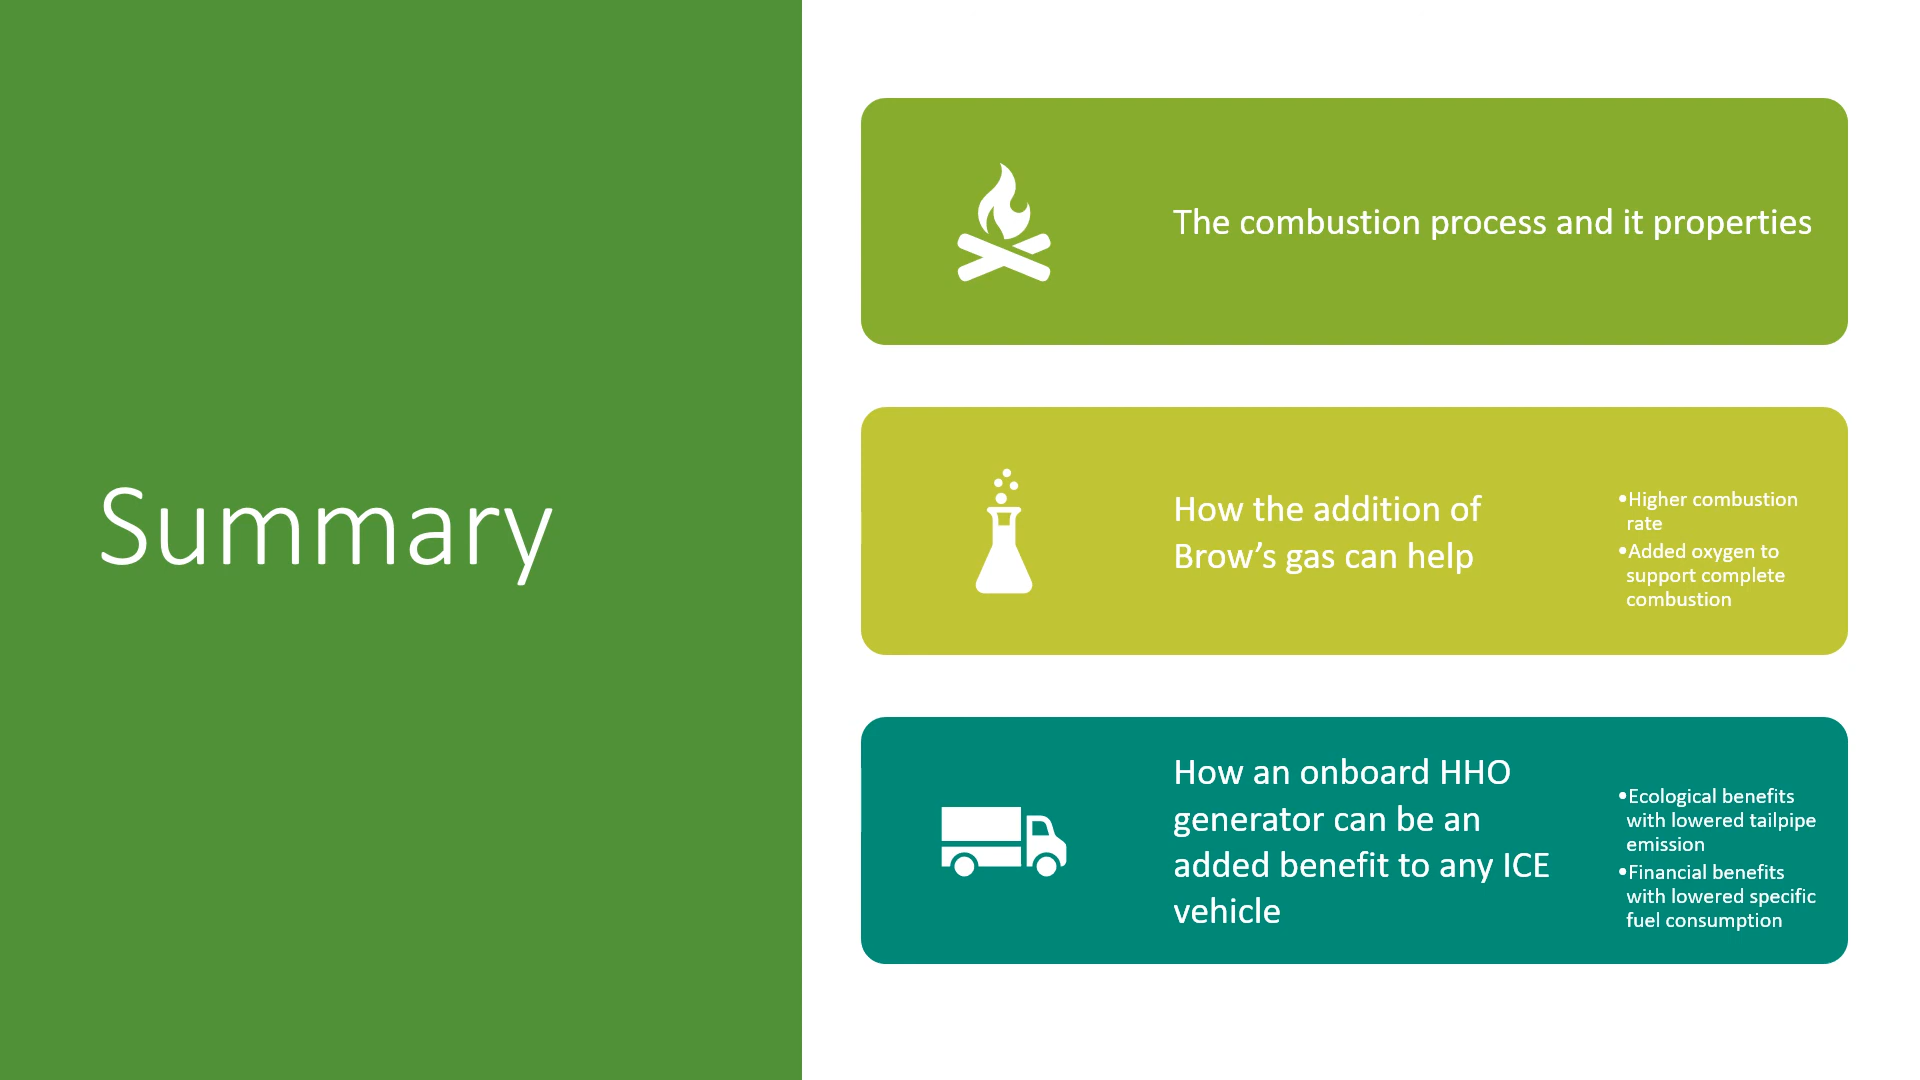 Summary
The combustion process and it properties
How the addition of
Brow’s gas can help
•Higher combustion
rate
•Added oxygen to
support complete
combustion
How an onboard HHO
generator can be an
added benefit to any ICE
vehicle
•Ecological benefits
with lowered tailpipe
emission
•Financial benefits
with lowered specific
fuel consumption